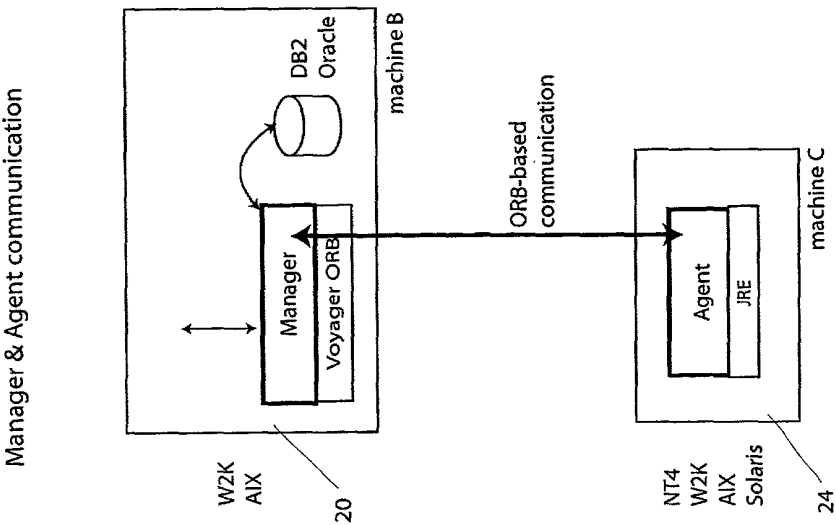 Manager & Agent communication
W2K
AIX
20
Manager
Voyager ORB
DB2
Oracle
machine B
ORB-based
communication
NT4
W2K
AIX
Solaris
24
Agent
JRE
machine C